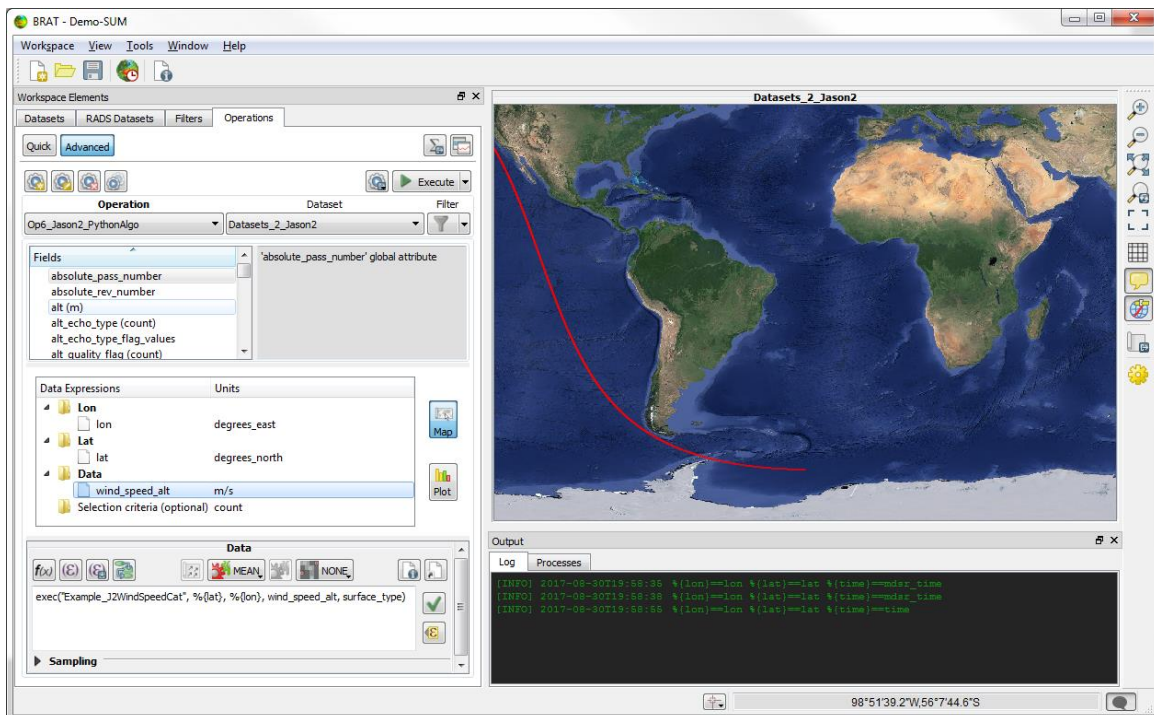 BRAT - Demo-SUM
Workspace View Tools Window Help
Workspace Elements
Datasets RADS Datasets Filters Operations
Quick Advanced
Execute
Operation Dataset Filter
Op6_Jason2_PythonAlgo Datasets_2_Jason2
Fields
absolute_pass_number
absolute_rev_number
alt (m)
alt_echo_type (count)
alt_echo_type_flag_values
alt_quality_flag (count)
'absolute_pass_number' global attribute
Data Expressions Units
Lon
lon degrees_east
Lat
lat degrees_north
Data
wind_speed_alt m/s
Selection criteria (optional) count
Map
Plot
Data
f(x) (ε) MEAN NONE
exec("Example_J2WindSpeedCat", %{lat}, %{lon}, wind_speed_alt, surface_type)
Sampling
Datasets_2_Jason2
Output
Log Processes
[INFO] 2017-08-30T19:58:35 %{lon}==lon %{lat}==lat %{time}==mdsr_time
[INFO] 2017-08-30T19:58:38 %{lon}==lon %{lat}==lat %{time}==mdsr_time
[INFO] 2017-08-30T19:58:55 %{lon}==lon %{lat}==lat %{time}==time
98°51'39.2"W,56°7'44.6"S